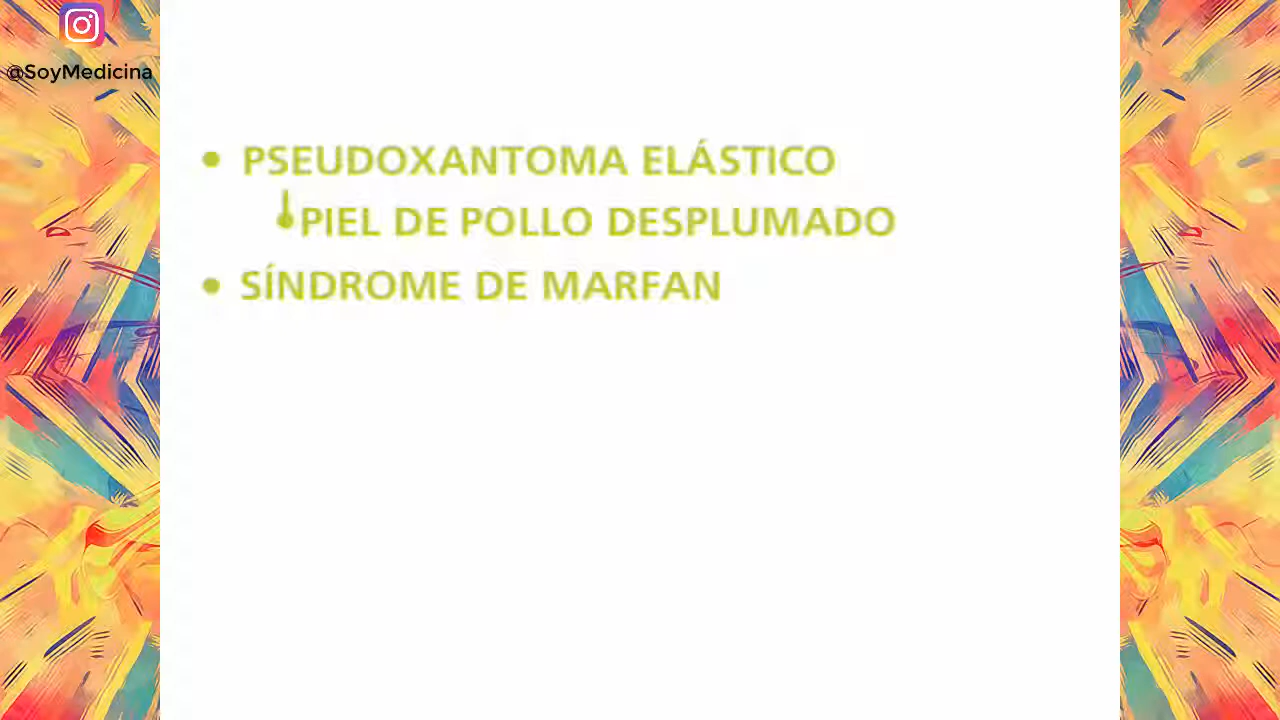 @SoyMedicina
• PSEUDOXANTOMA ELÁSTICO
PIEL DE POLLO DESPLUMADO
• SÍNDROME DE MARFAN